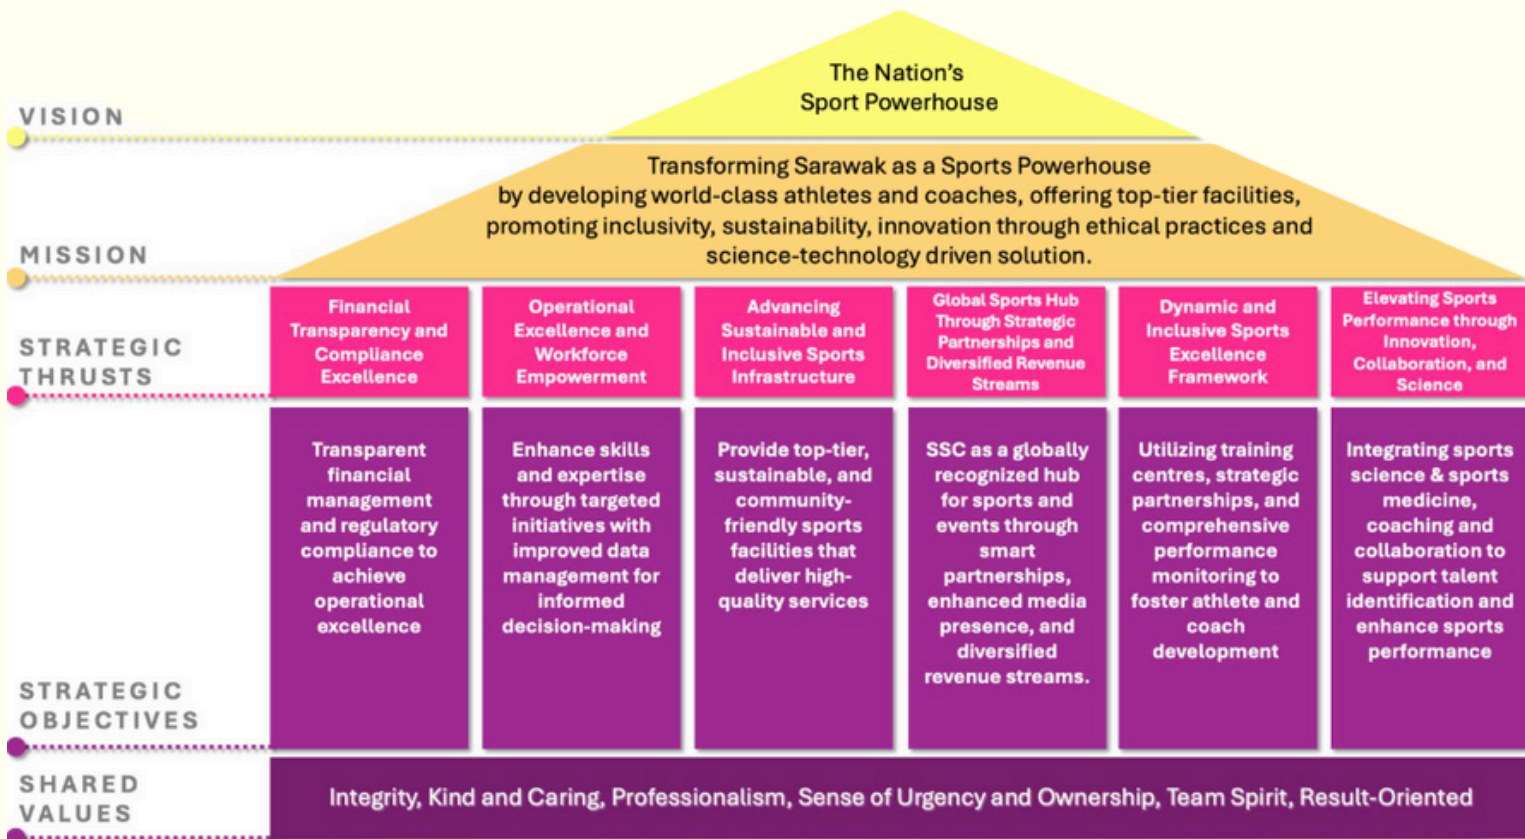 The Nation's
Sport Powerhouse
VISION
Transforming Sarawak as a Sports Powerhouse
by developing world-class athletes and coaches, offering top-tier facilities,
promoting inclusivity, sustainability, innovation through ethical practices and
science-technology driven solution.
MISSION
STRATEGIC
THRUSTS
Financial
Transparency and
Compliance
Excellence
Operational
Excellence and
Workforce
Empowerment
Advancing
Sustainable and
Inclusive Sports
Infrastructure
Global Sports Hub
Through Strategic
Partnerships and
Diversified Revenue
Streams
Dynamic and
Inclusive Sports
Excellence
Framework
Elevating Sports
Performance through
Innovation,
Collaboration, and
Science
Transparent
financial
management
and regulatory
compliance to
achieve
operational
excellence
Enhance skills
and expertise
through targeted
initiatives with
improved data
management for
informed
decision-making
Provide top-tier,
sustainable, and
community-
friendly sports
facilities that
deliver high-
quality services
SSC as a globally
recognized hub
for sports and
events through
smart
partnerships,
enhanced media
presence, and
diversified
revenue streams.
Utilizing training
centres, strategic
partnerships, and
comprehensive
performance
monitoring to
foster athlete and
coach
development
Integrating sports
science & sports
medicine,
coaching and
collaboration to
support talent
identification and
enhance sports
performance
STRATEGIC
OBJECTIVES
SHARED
VALUES
Integrity, Kind and Caring, Professionalism, Sense of Urgency and Ownership, Team Spirit, Result-Oriented